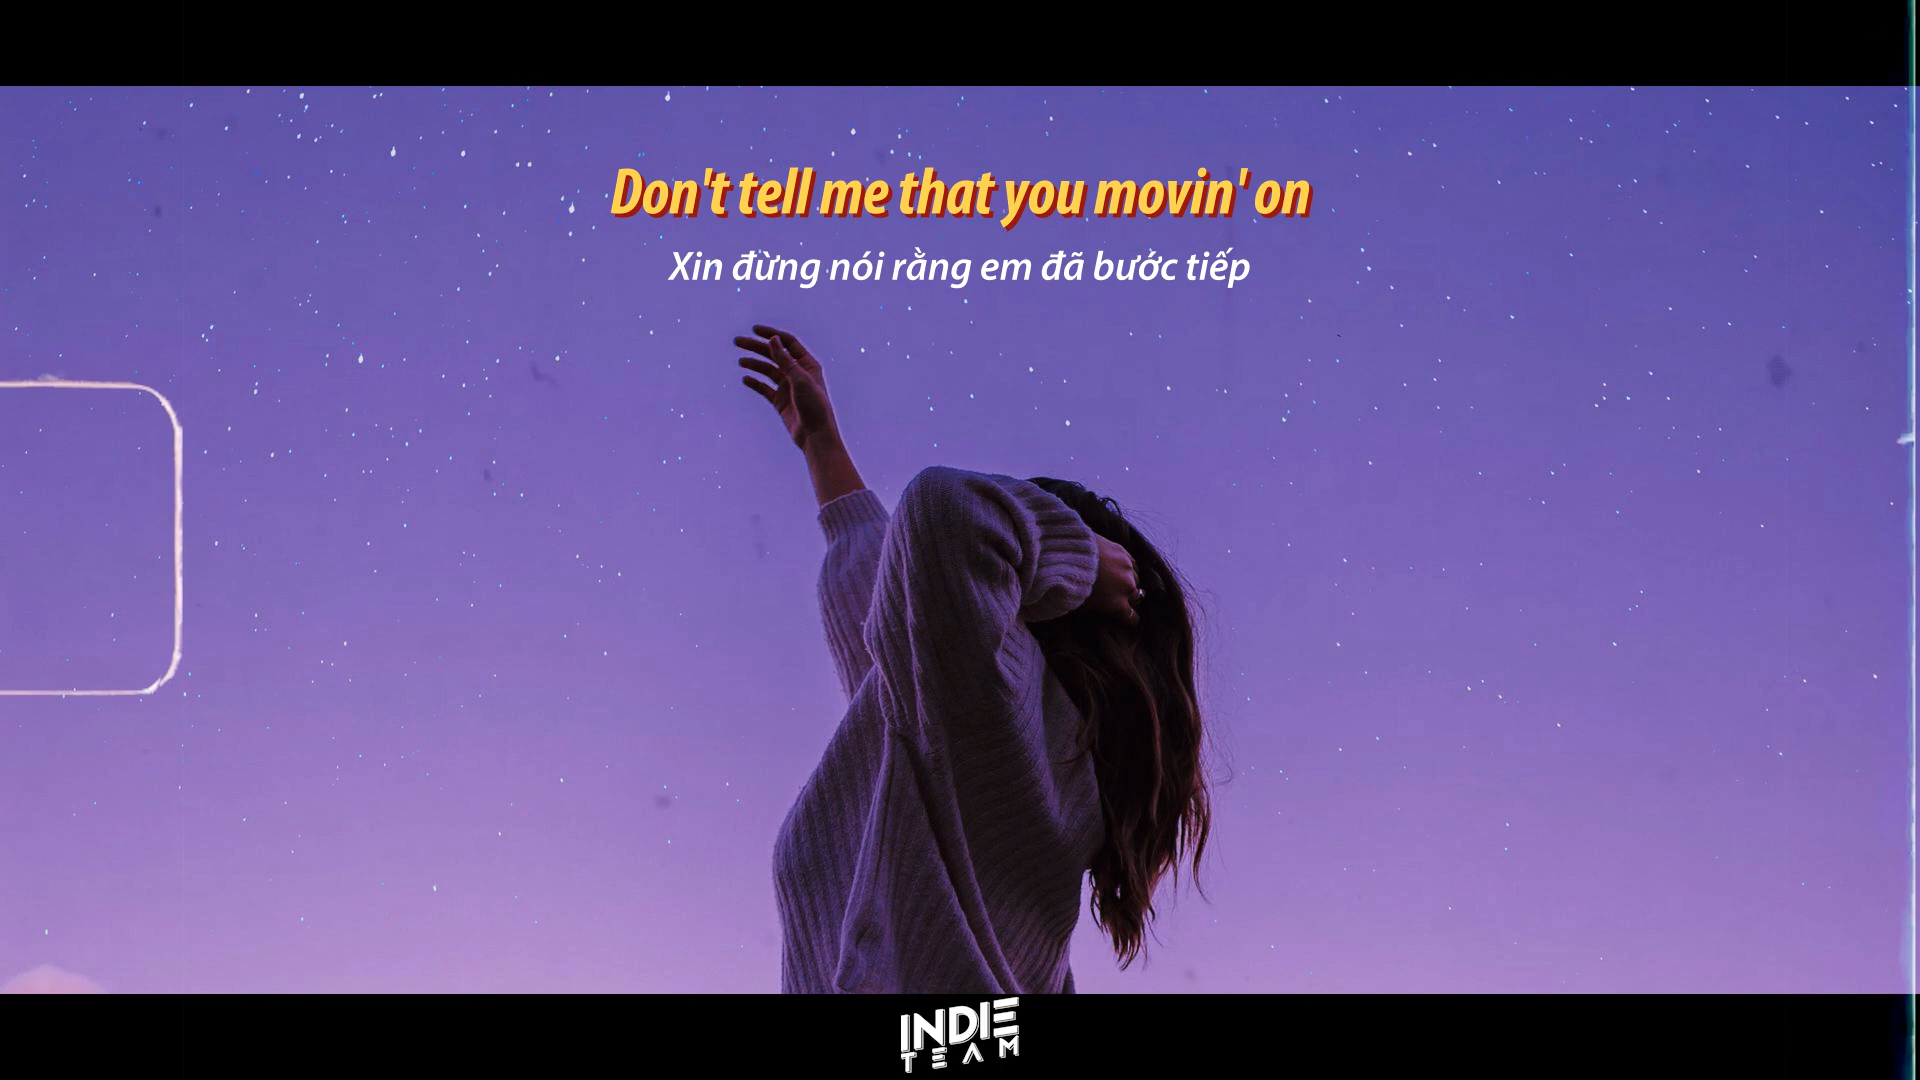 Don't tell me that you movin' on
Xin đừng nói rằng em đã bước tiếp
INDIE
TEAM